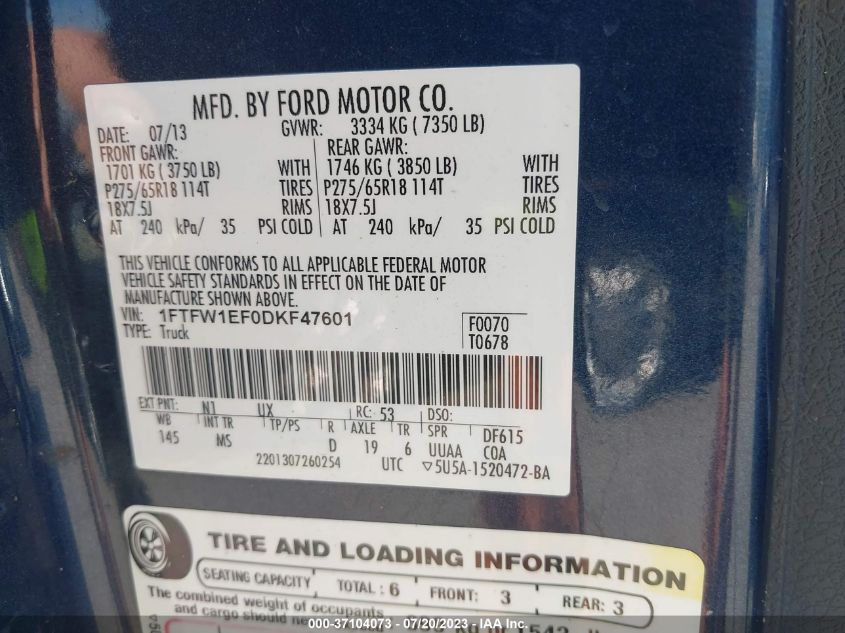 MFD. BY FORD MOTOR CO.
DATE: 07/13 GVWR: 3334 KG ( 7350 LB)
FRONT GAWR: REAR GAWR:
1701 KG ( 3750 LB) WITH 1746 KG ( 3850 LB) WITH
P275/65R18 114T TIRES P275/65R18 114T TIRES
18X7.5J RIMS 18X7.5J RIMS
AT 240 kPa/ 35 PSI COLD AT 240 kPa/ 35 PSI COLD
THIS VEHICLE CONFORMS TO ALL APPLICABLE FEDERAL MOTOR
VEHICLE SAFETY STANDARDS IN EFFECT ON THE DATE OF
MANUFACTURE SHOWN ABOVE.
VIN: 1FTFW1EF0DKF47601 F0070
TYPE: Truck T0678
EXT PNT: N1 UX RC: 53 DSO:
WB INT TR TP/PS R AXLE TR SPR DF615
145 MS D 19 6 UUAA COA
2201307260254 UTC ▽5U5A-1520472-BA
TIRE AND LOADING INFORMATION
SEATING CAPACITY TOTAL : 6 FRONT: 3 REAR: 3
The combined weight of occupants
and cargo should
000-37104073 / 07/20/2023 / IAA Inc.